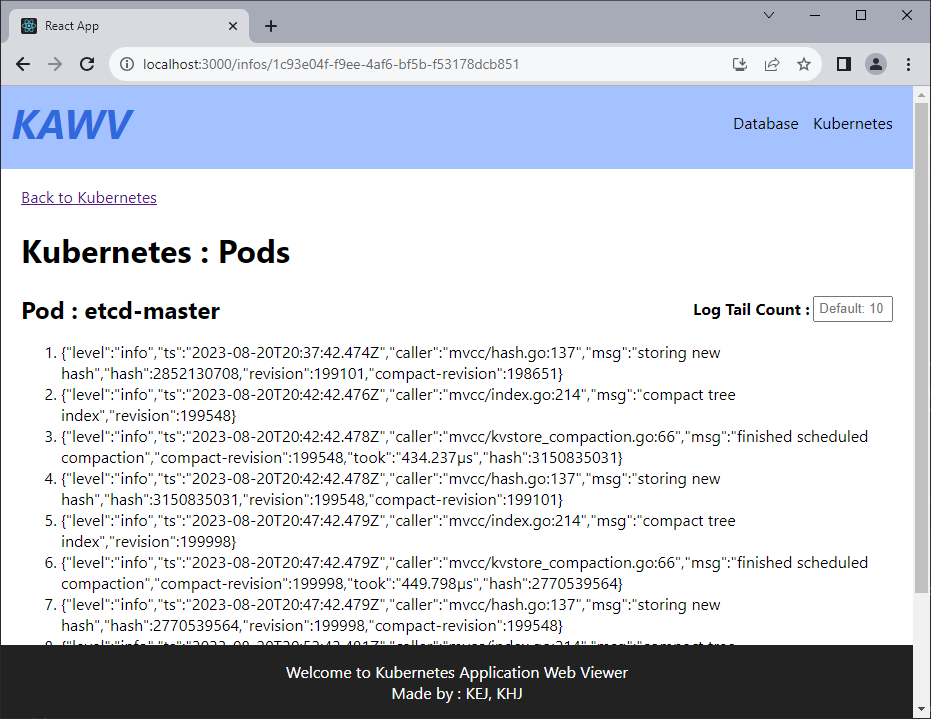 React App
localhost:3000/infos/1c93e04f-f9ee-4af6-bf5b-f53178dcb851
KAWV
Database Kubernetes
Back to Kubernetes
Kubernetes : Pods
Pod : etcd-master
Log Tail Count : Default: 10
1. {"level":"info","ts":"2023-08-20T20:37:42.474Z","caller":"mvcc/hash.go:137","msg":"storing new
hash","hash":2852130708,"revision":199101,"compact-revision":198651}
2. {"level":"info","ts":"2023-08-20T20:42:42.476Z","caller":"mvcc/index.go:214","msg":"compact tree
index","revision":199548}
3. {"level":"info","ts":"2023-08-20T20:42:42.478Z","caller":"mvcc/kvstore_compaction.go:66","msg":"finished scheduled
compaction","compact-revision":199548,"took":"434.237µs","hash":3150835031}
4. {"level":"info","ts":"2023-08-20T20:42:42.478Z","caller":"mvcc/hash.go:137","msg":"storing new
hash","hash":3150835031,"revision":199548,"compact-revision":199101}
5. {"level":"info","ts":"2023-08-20T20:47:42.479Z","caller":"mvcc/index.go:214","msg":"compact tree
index","revision":199998}
6. {"level":"info","ts":"2023-08-20T20:47:42.479Z","caller":"mvcc/kvstore_compaction.go:66","msg":"finished scheduled
compaction","compact-revision":199998,"took":"449.798µs","hash":2770539564}
7. {"level":"info","ts":"2023-08-20T20:47:42.479Z","caller":"mvcc/hash.go:137","msg":"storing new
hash","hash":2770539564,"revision":199998,"compact-revision":199548}
Welcome to Kubernetes Application Web Viewer
Made by : KEJ, KHJ